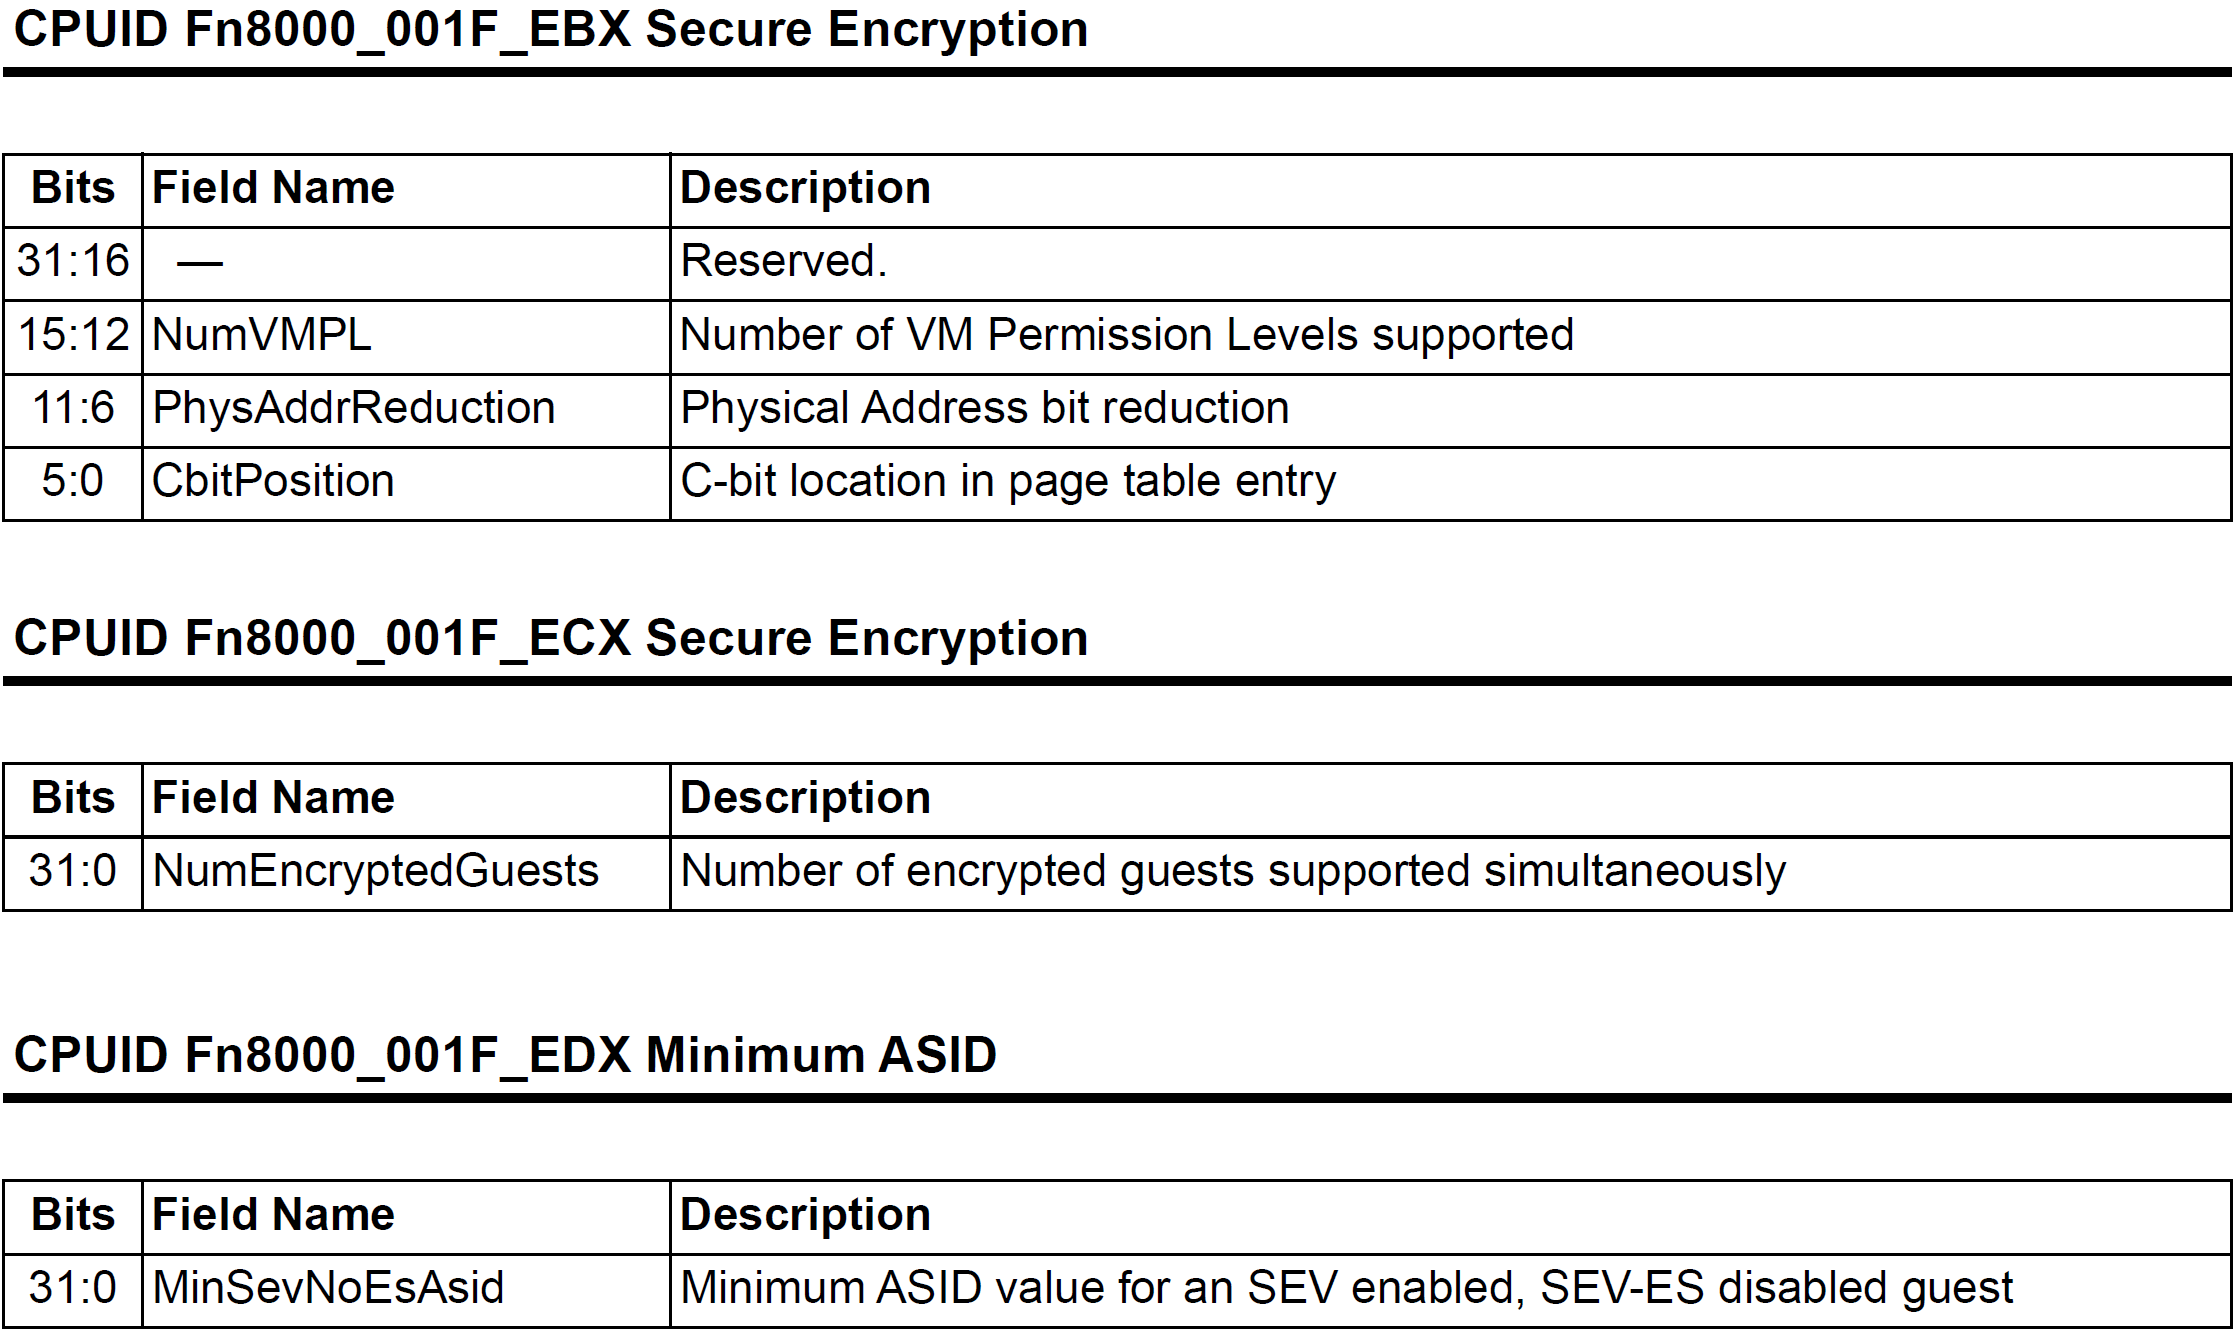 CPUID Fn8000_001F_EBX Secure Encryption
Bits Field Name Description
31:16 — Reserved.
15:12 NumVMPL Number of VM Permission Levels supported
11:6 PhysAddrReduction Physical Address bit reduction
5:0 CbitPosition C-bit location in page table entry
CPUID Fn8000_001F_ECX Secure Encryption
Bits Field Name Description
31:0 NumEncryptedGuests Number of encrypted guests supported simultaneously
CPUID Fn8000_001F_EDX Minimum ASID
Bits Field Name Description
31:0 MinSevNoEsAsid Minimum ASID value for an SEV enabled, SEV-ES disabled guest